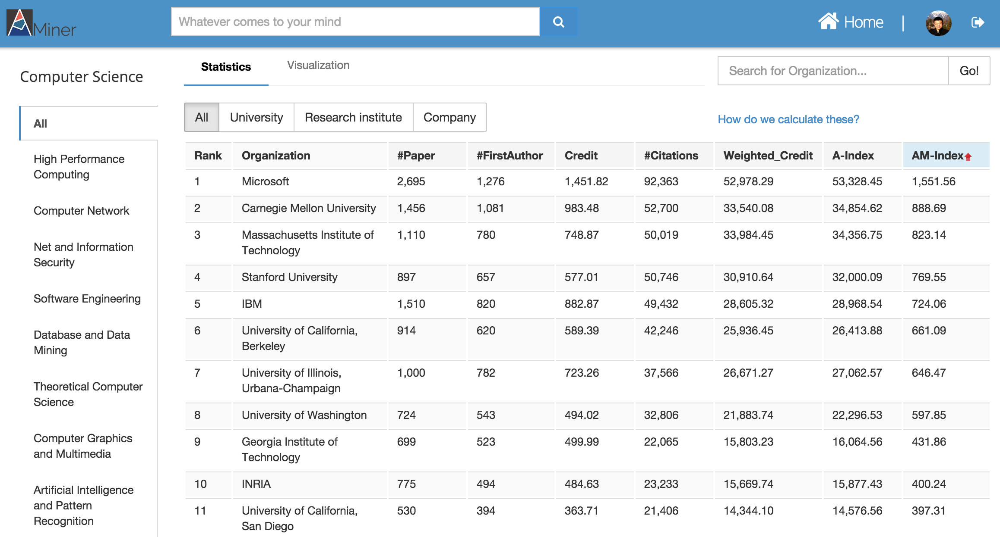 AMiner
Whatever comes to your mind
Home
Computer Science
Statistics Visualization
Search for Organization... Go!
All University Research institute Company
How do we calculate these?
All
High Performance
Computing
Computer Network
Net and Information
Security
Software Engineering
Database and Data
Mining
Theoretical Computer
Science
Computer Graphics
and Multimedia
Artificial Intelligence
and Pattern
Recognition
Rank Organization #Paper #FirstAuthor Credit #Citations Weighted_Credit A-Index AM-Index
1 Microsoft 2,695 1,276 1,451.82 92,363 52,978.29 53,328.45 1,551.56
2 Carnegie Mellon University 1,456 1,081 983.48 52,700 33,540.08 34,854.62 888.69
3 Massachusetts Institute of 1,110 780 748.87 50,019 33,984.45 34,356.75 823.14
Technology
4 Stanford University 897 657 577.01 50,746 30,910.64 32,000.09 769.55
5 IBM 1,510 820 882.87 49,432 28,605.32 28,968.54 724.06
6 University of California, 914 620 589.39 42,246 25,936.45 26,413.88 661.09
Berkeley
7 University of Illinois, 1,000 782 723.26 37,566 26,671.27 27,062.57 646.47
Urbana-Champaign
8 University of Washington 724 543 494.02 32,806 21,883.74 22,296.53 597.85
9 Georgia Institute of 699 523 499.99 22,065 15,803.23 16,064.56 431.86
Technology
10 INRIA 775 494 484.63 23,233 15,669.74 15,877.43 400.24
11 University of California, 530 394 363.71 21,406 14,344.10 14,576.56 397.31
San Diego